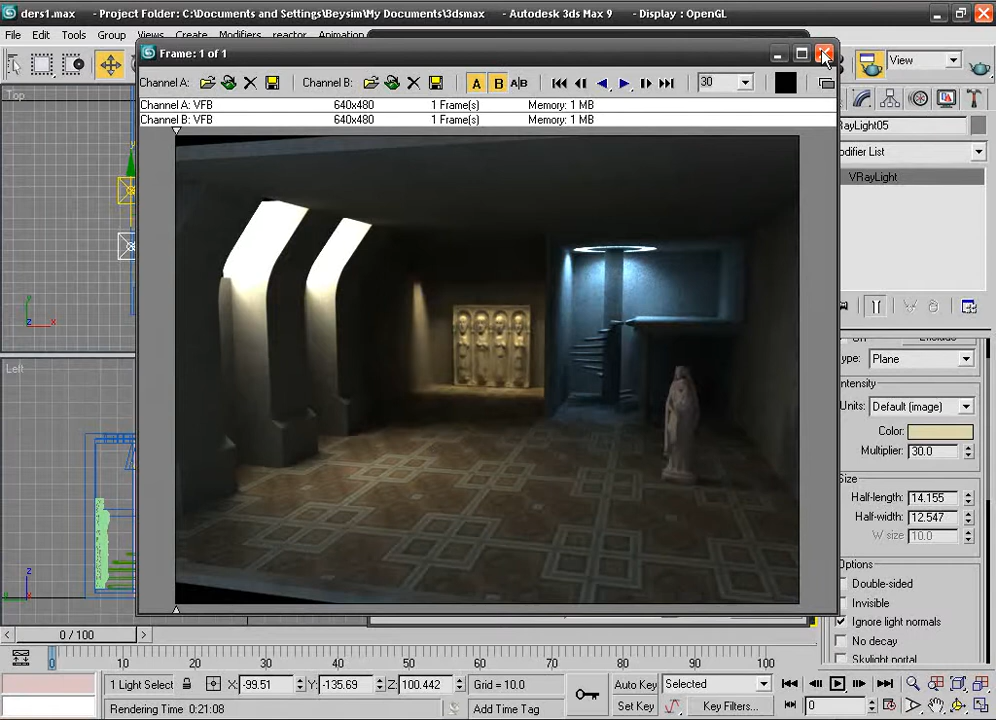 ders1.max - Project Folder: C:\Documents and Settings\Beysim\My Documents\3dsmax - Autodesk 3ds Max 9 - Display : OpenGL
File Edit Tools Group Views Create Modifiers reactor Animation
Frame: 1 of 1
View
Channel A: Channel B: A B A|B 30
Channel A: VFB 640x480 1 Frame(s) Memory: 1 MB
Channel B: VFB 640x480 1 Frame(s) Memory: 1 MB
Top
RayLight05
odifier List
VRayLight
Left
ype: Plane
Intensity
Units: Default (image)
Color:
Multiplier: 30.0
Size
Half-length: 14.155
Half-width: 12.547
W size 10.0
Options
Double-sided
Invisible
Ignore light normals
No decay
Skylight portal
0 / 100
0 10 20 30 40 50 60 70 80 90 100
1 Light Select X: -99.51 Y: -135.69 Z: 100.442 Grid = 10.0 Auto Key Selected
Rendering Time 0:21:08 Add Time Tag Set Key Key Filters... 0